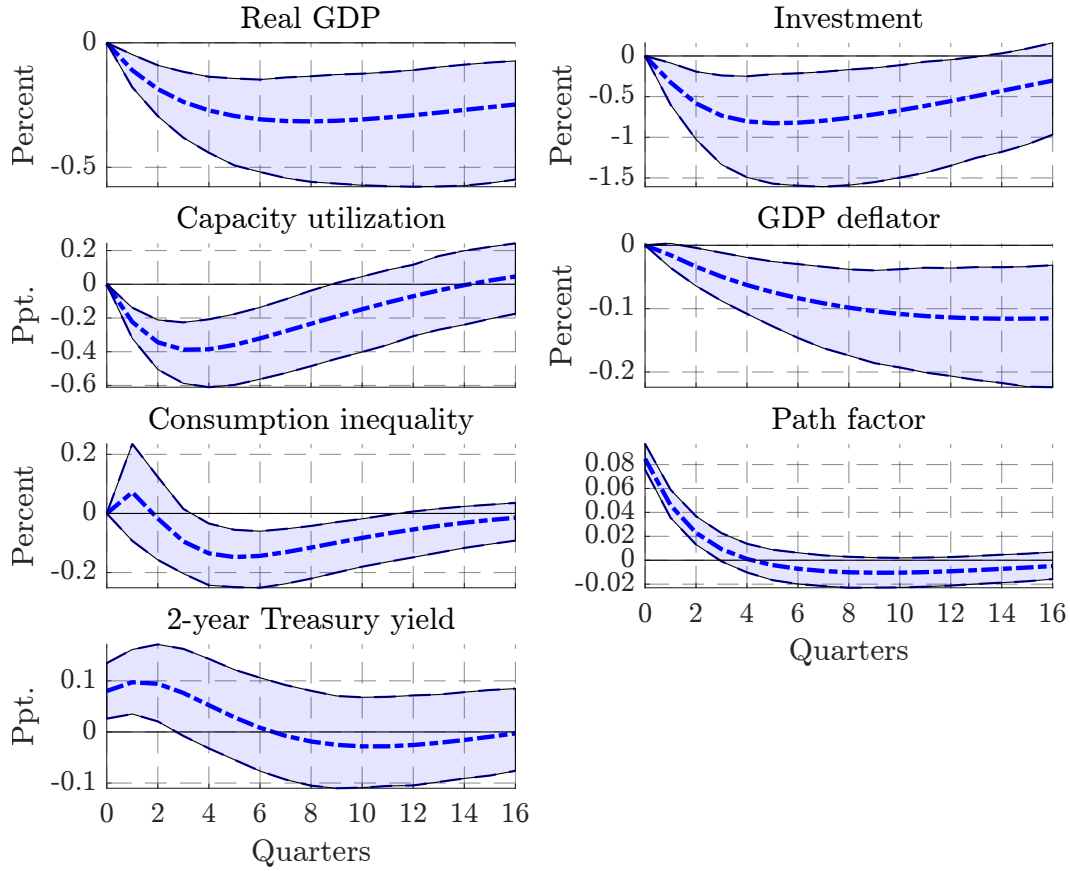 Real GDP
0
-0.5
Percent
Investment
0
-0.5
-1
-1.5
Percent
Capacity utilization
0.2
0
-0.2
-0.4
-0.6
Ppt.
GDP deflator
0
-0.1
-0.2
Percent
Consumption inequality
0.2
0
-0.2
Percent
Path factor
0.08
0.06
0.04
0.02
0
-0.02
0 2 4 6 8 10 12 14 16
Quarters
2-year Treasury yield
0.1
0
-0.1
Ppt.
0 2 4 6 8 10 12 14 16
Quarters